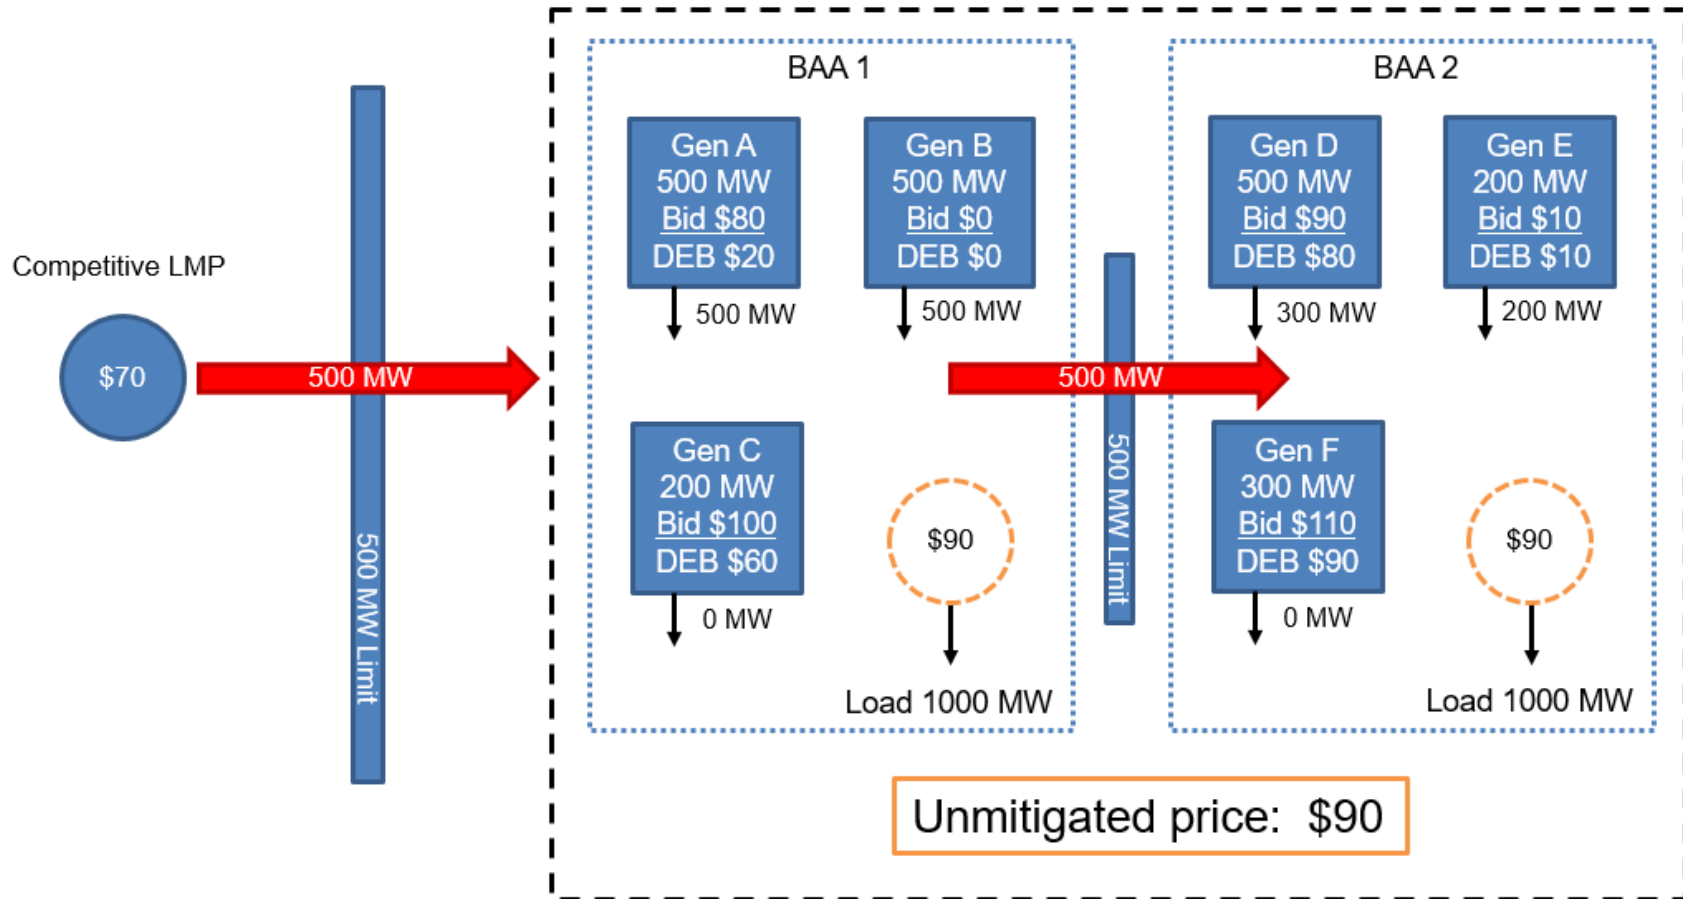 Competitive LMP
$70
500 MW
500 MW Limit
BAA 1
Gen A
500 MW
Bid $80
DEB $20
500 MW
Gen B
500 MW
Bid $0
DEB $0
500 MW
500 MW
Gen C
200 MW
Bid $100
DEB $60
0 MW
$90
Load 1000 MW
500 MW Limit
BAA 2
Gen D
500 MW
Bid $90
DEB $80
300 MW
Gen E
200 MW
Bid $10
DEB $10
200 MW
Gen F
300 MW
Bid $110
DEB $90
0 MW
$90
Load 1000 MW
Unmitigated price: $90